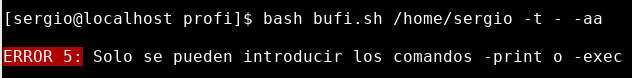 [sergio@localhost profi]$ bash bufi.sh /home/sergio -t - -aa
ERROR 5: Solo se pueden introducir los comandos -print o -exec